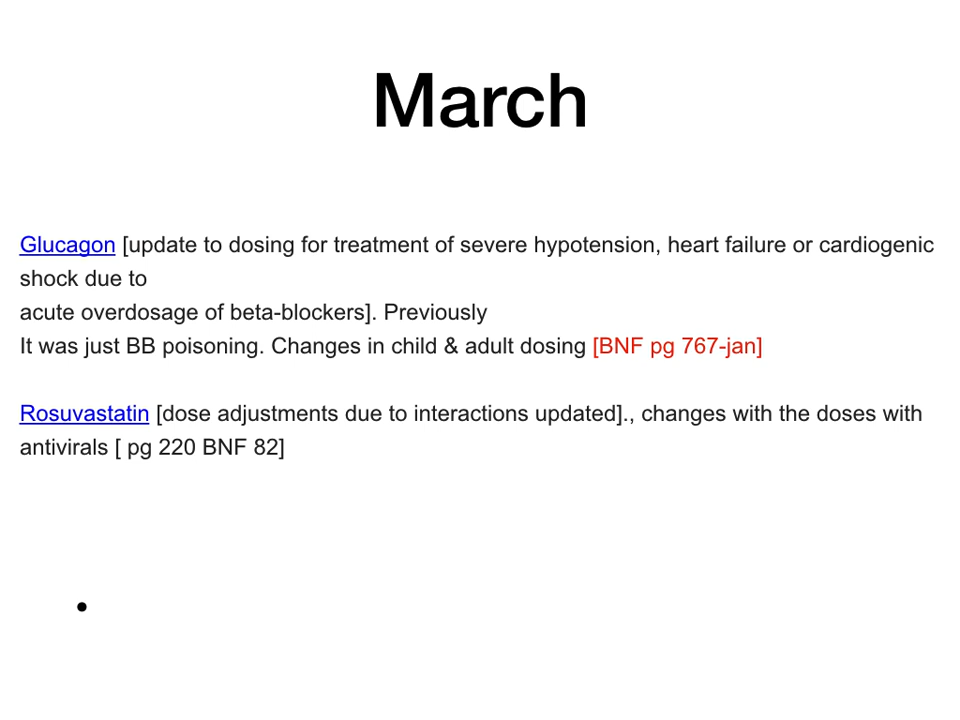 March
Glucagon [update to dosing for treatment of severe hypotension, heart failure or cardiogenic
shock due to
acute overdosage of beta-blockers]. Previously
It was just BB poisoning. Changes in child & adult dosing [BNF pg 767-jan]
Rosuvastatin [dose adjustments due to interactions updated]., changes with the doses with
antivirals [ pg 220 BNF 82]
•